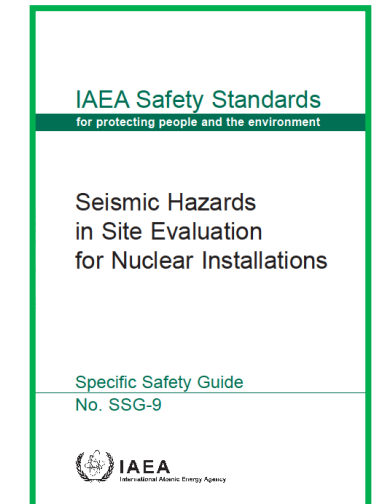 IAEA Safety Standards
for protecting people and the environment
Seismic Hazards
in Site Evaluation
for Nuclear Installations
Specific Safety Guide
No. SSG-9
IAEA
International Atomic Energy Agency